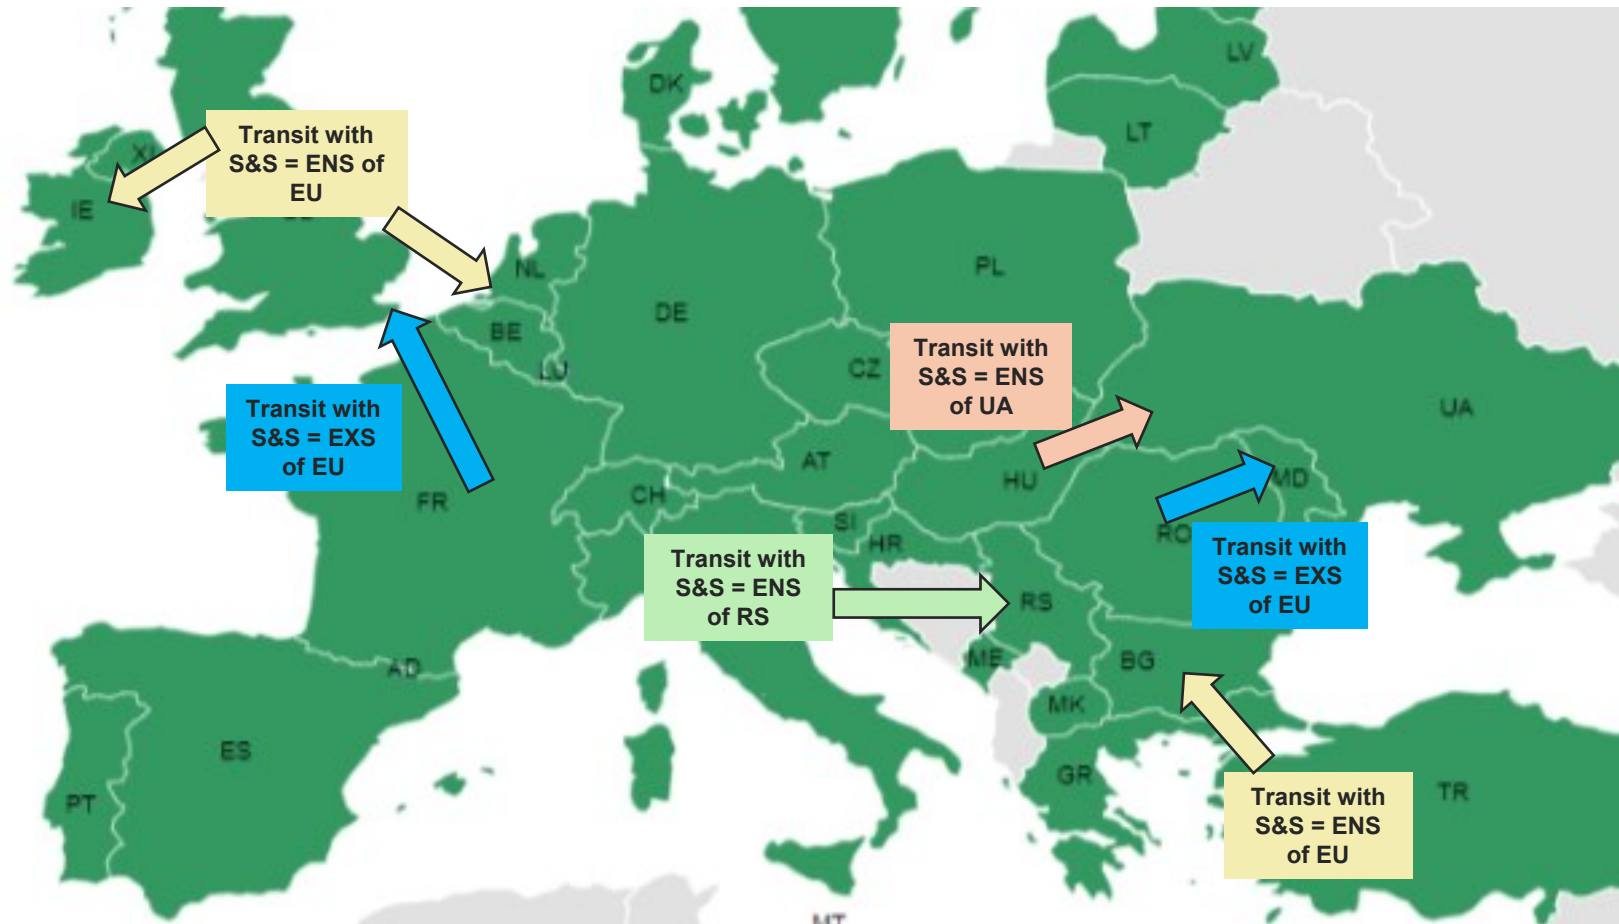 LV
DK
LT
Transit with
S&S = ENS of
EU
XI
IE
NL
PL
DE
BE
LU
Transit with
S&S = ENS
of UA
CZ
UA
Transit with
S&S = EXS
of EU
AT
HU
MD
CH
FR
SI
HR
RO
Transit with
S&S = EXS
of EU
Transit with
S&S = ENS
of RS
RS
ME
BG
AD
MK
ES
PT
GR
TR
Transit with
S&S = ENS
of EU
MT